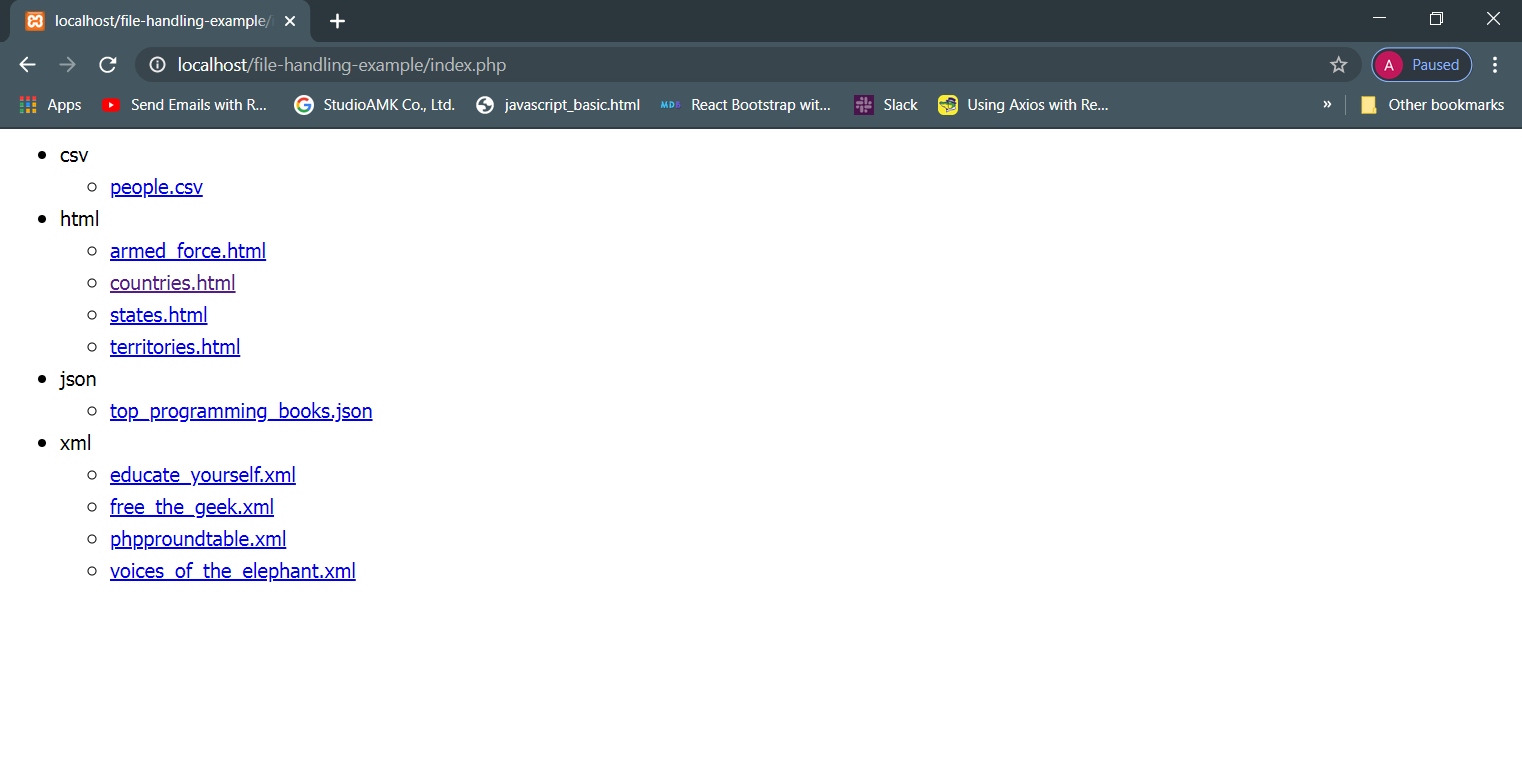 localhost/file-handling-example/
localhost/file-handling-example/index.php
A Paused
Apps Send Emails with R... StudioAMK Co., Ltd. javascript_basic.html MDB React Bootstrap wit... Slack Using Axios with Re... » Other bookmarks
csv
people.csv
html
armed_force.html
countries.html
states.html
territories.html
json
top_programming_books.json
xml
educate_yourself.xml
free_the_geek.xml
phpproundtable.xml
voices_of_the_elephant.xml